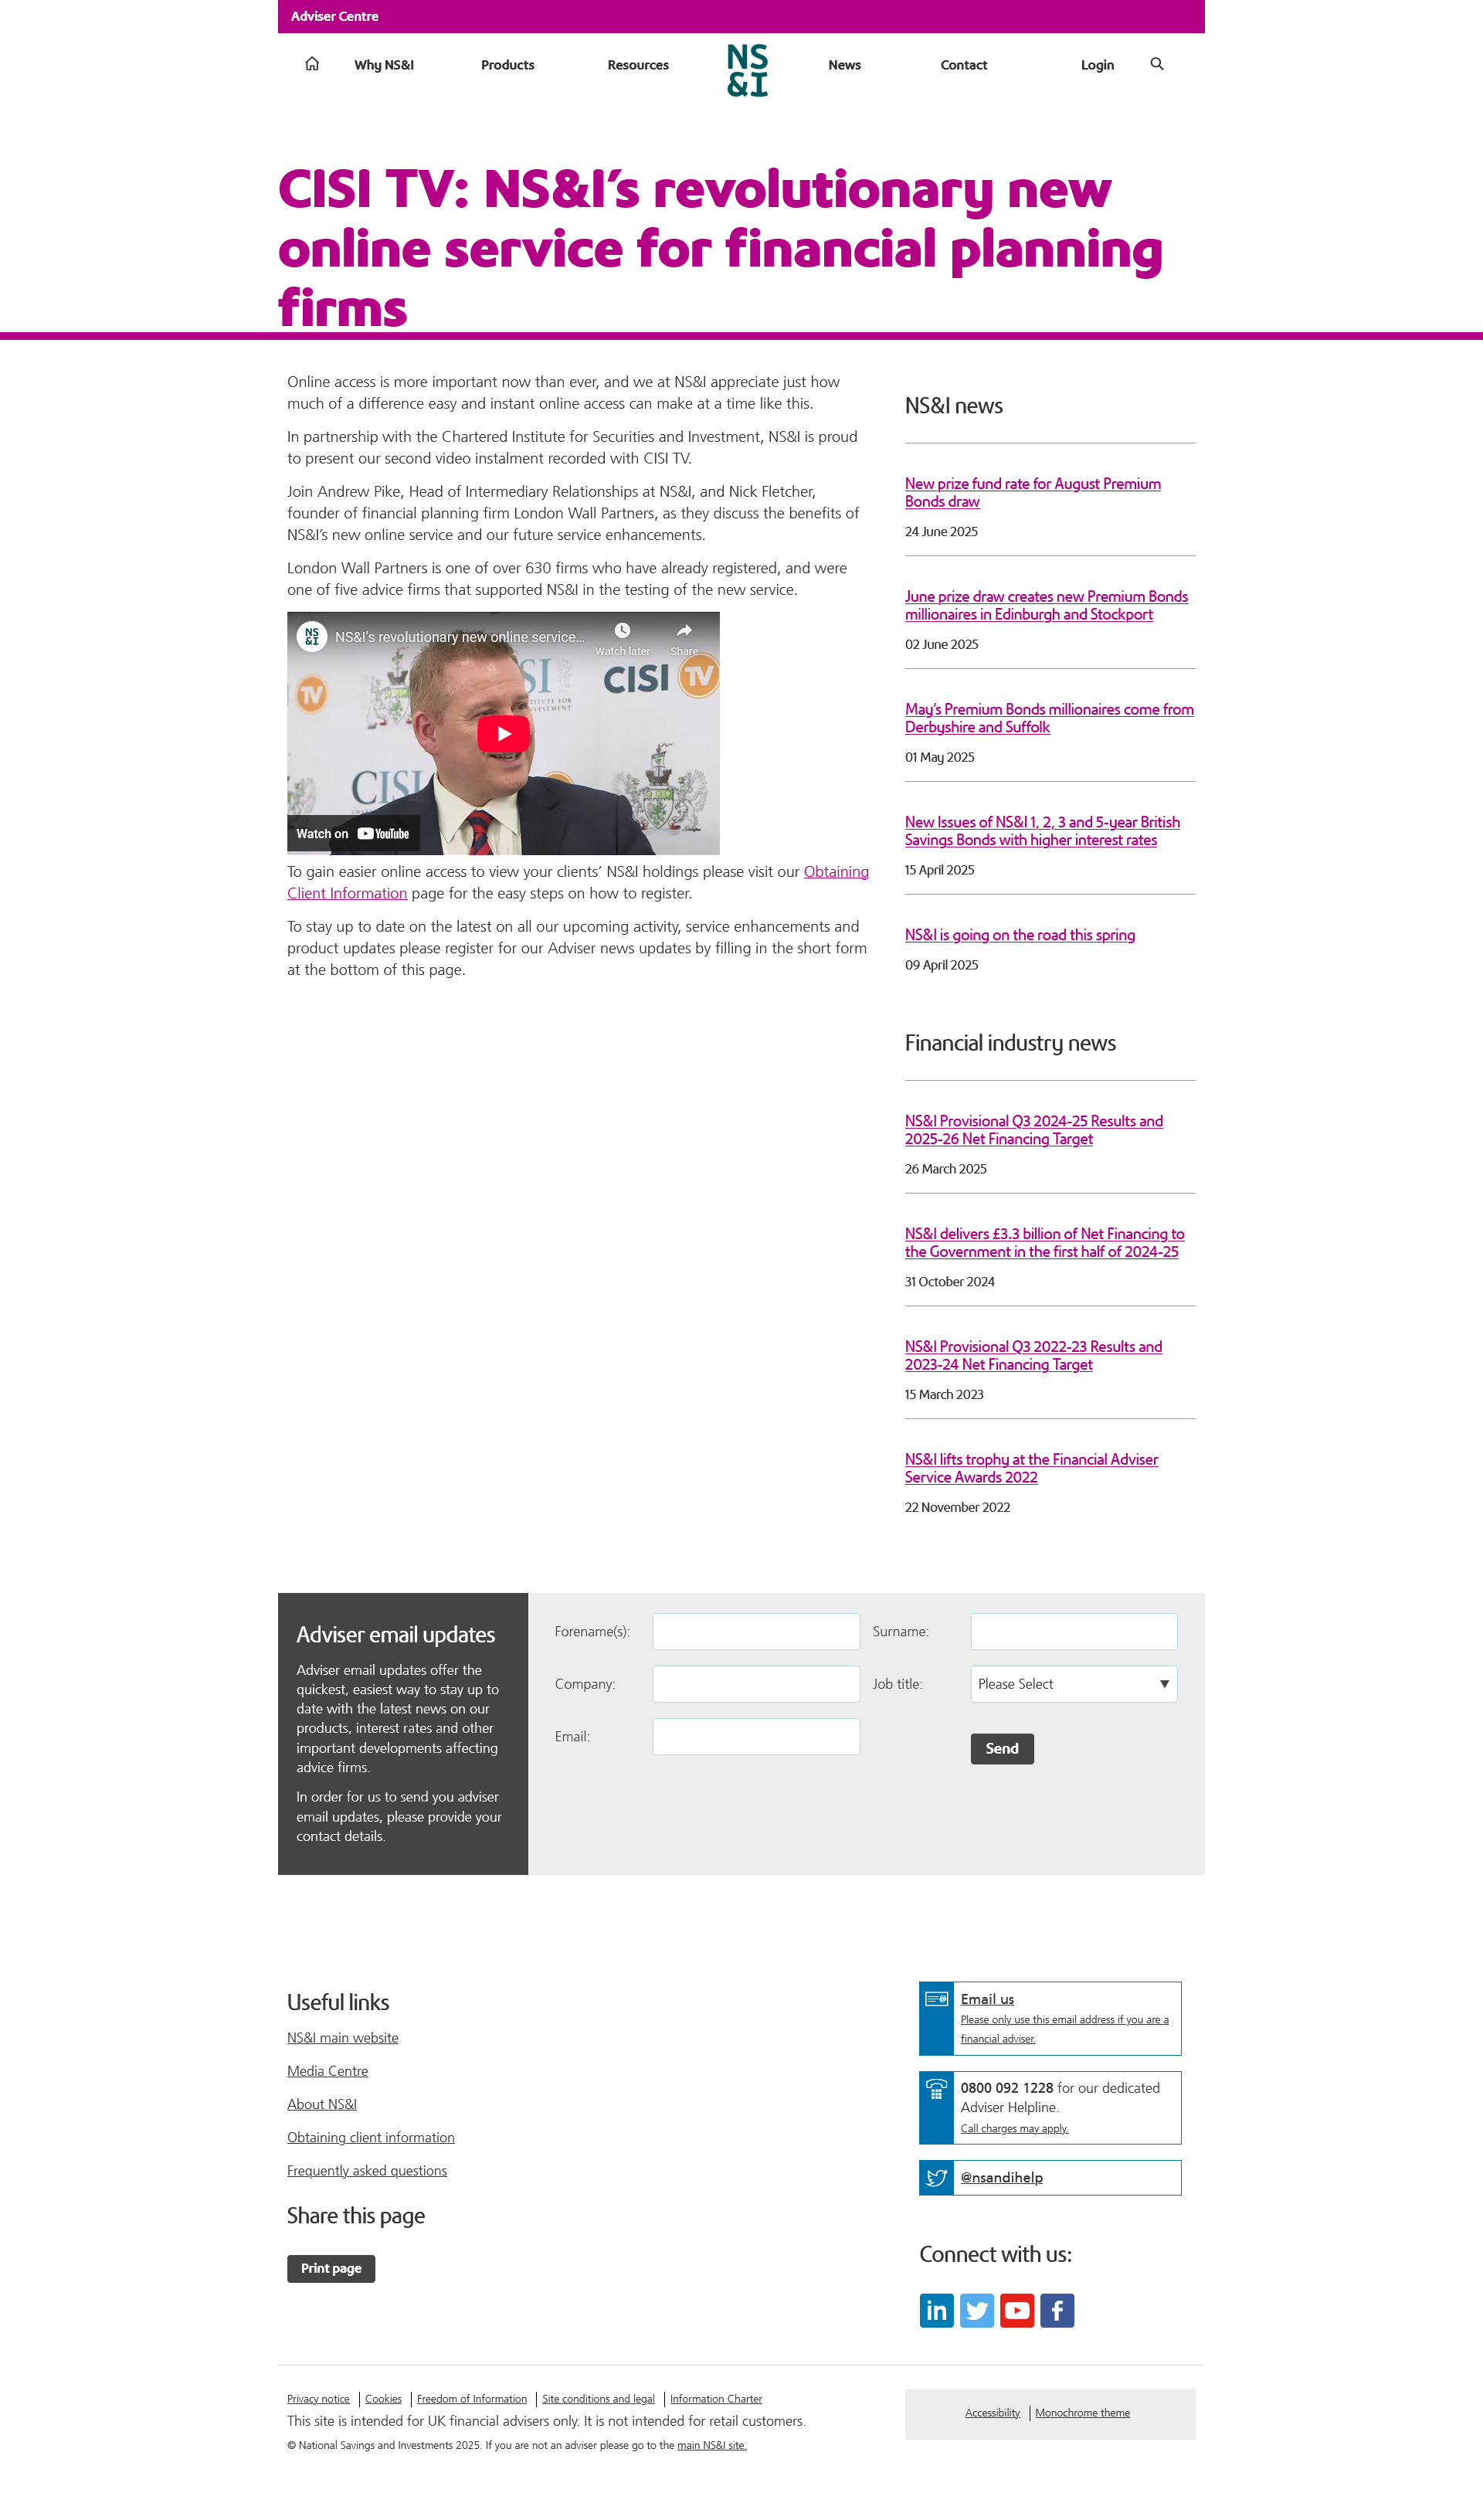 Adviser Centre
Why NS&I
Products
Resources
NS
&I
News
Contact
Login
CISI TV: NS&I’s revolutionary new
online service for financial planning
firms
Online access is more important now than ever, and we at NS&I appreciate just how
much of a difference easy and instant online access can make at a time like this.
In partnership with the Chartered Institute for Securities and Investment, NS&I is proud
to present our second video instalment recorded with CISI TV.
Join Andrew Pike, Head of Intermediary Relationships at NS&I, and Nick Fletcher,
founder of financial planning firm London Wall Partners, as they discuss the benefits of
NS&I’s new online service and our future service enhancements.
London Wall Partners is one of over 630 firms who have already registered, and were
one of five advice firms that supported NS&I in the testing of the new service.
NS
&I
NS&I's revolutionary new online service...
Watch later
Share
TV
CISI TV
CISI
Watch on YouTube
To gain easier online access to view your clients’ NS&I holdings please visit our Obtaining
Client Information page for the easy steps on how to register.
To stay up to date on the latest on all our upcoming activity, service enhancements and
product updates please register for our Adviser news updates by filling in the short form
at the bottom of this page.
NS&I news
New prize fund rate for August Premium
Bonds draw
24 June 2025
June prize draw creates new Premium Bonds
millionaires in Edinburgh and Stockport
02 June 2025
May’s Premium Bonds millionaires come from
Derbyshire and Suffolk
01 May 2025
New Issues of NS&I 1, 2, 3 and 5-year British
Savings Bonds with higher interest rates
15 April 2025
NS&I is going on the road this spring
09 April 2025
Financial industry news
NS&I Provisional Q3 2024-25 Results and
2025-26 Net Financing Target
26 March 2025
NS&I delivers £3.3 billion of Net Financing to
the Government in the first half of 2024-25
31 October 2024
NS&I Provisional Q3 2022-23 Results and
2023-24 Net Financing Target
15 March 2023
NS&I lifts trophy at the Financial Adviser
Service Awards 2022
22 November 2022
Adviser email updates
Adviser email updates offer the
quickest, easiest way to stay up to
date with the latest news on our
products, interest rates and other
important developments affecting
advice firms.
In order for us to send you adviser
email updates, please provide your
contact details.
Forename(s):
Surname:
Company:
Job title:
Please Select
Email:
Send
Useful links
NS&I main website
Media Centre
About NS&I
Obtaining client information
Frequently asked questions
Share this page
Print page
Email us
Please only use this email address if you are a
financial adviser.
0800 092 1228 for our dedicated
Adviser Helpline.
Call charges may apply.
@nsandihelp
Connect with us:
Privacy notice
Cookies
Freedom of Information
Site conditions and legal
Information Charter
This site is intended for UK financial advisers only. It is not intended for retail customers.
© National Savings and Investments 2025. If you are not an adviser please go to the main NS&I site.
Accessibility
Monochrome theme